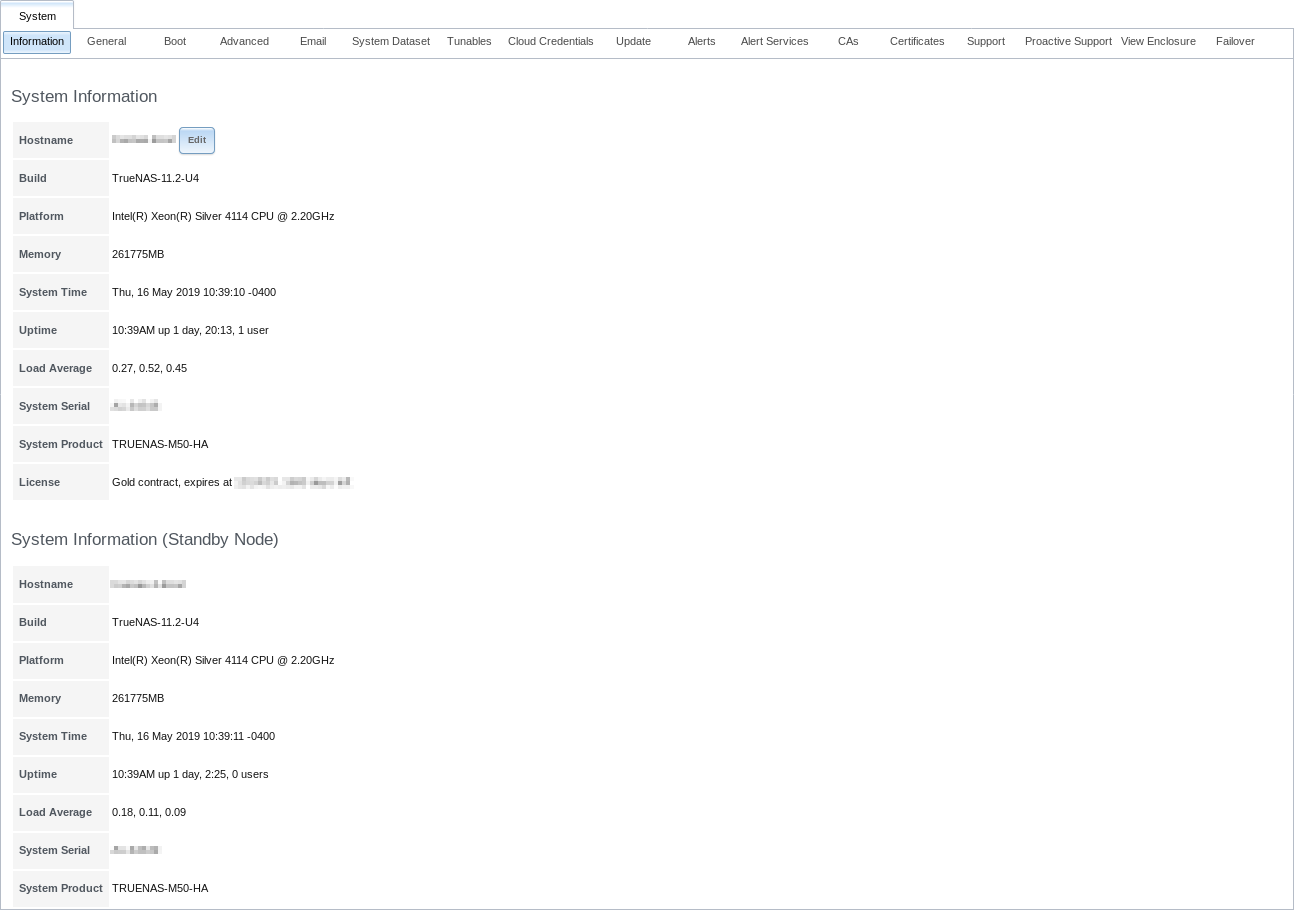 System
Information General Boot Advanced Email System Dataset Tunables Cloud Credentials Update Alerts Alert Services CAs Certificates Support Proactive Support View Enclosure Failover
System Information
Hostname Edit
Build TrueNAS-11.2-U4
Platform Intel(R) Xeon(R) Silver 4114 CPU @ 2.20GHz
Memory 261775MB
System Time Thu, 16 May 2019 10:39:10 -0400
Uptime 10:39AM up 1 day, 20:13, 1 user
Load Average 0.27, 0.52, 0.45
System Serial
System Product TRUENAS-M50-HA
License Gold contract, expires at
System Information (Standby Node)
Hostname
Build TrueNAS-11.2-U4
Platform Intel(R) Xeon(R) Silver 4114 CPU @ 2.20GHz
Memory 261775MB
System Time Thu, 16 May 2019 10:39:11 -0400
Uptime 10:39AM up 1 day, 2:25, 0 users
Load Average 0.18, 0.11, 0.09
System Serial
System Product TRUENAS-M50-HA